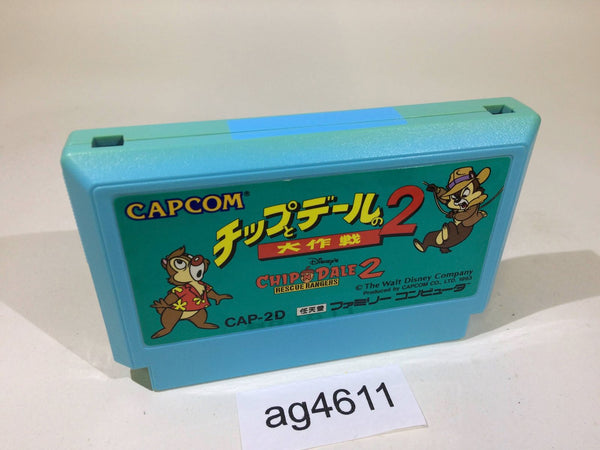 CAPCOM®
チップとデールの
大作戦2
Disney's
CHIP 'N DALE 2
RESCUE RANGERS
© The Walt Disney Company
Produced by CAPCOM CO., LTD. 1993
CAP-2D 任天堂 ファミリー コンピュータ
ag4611